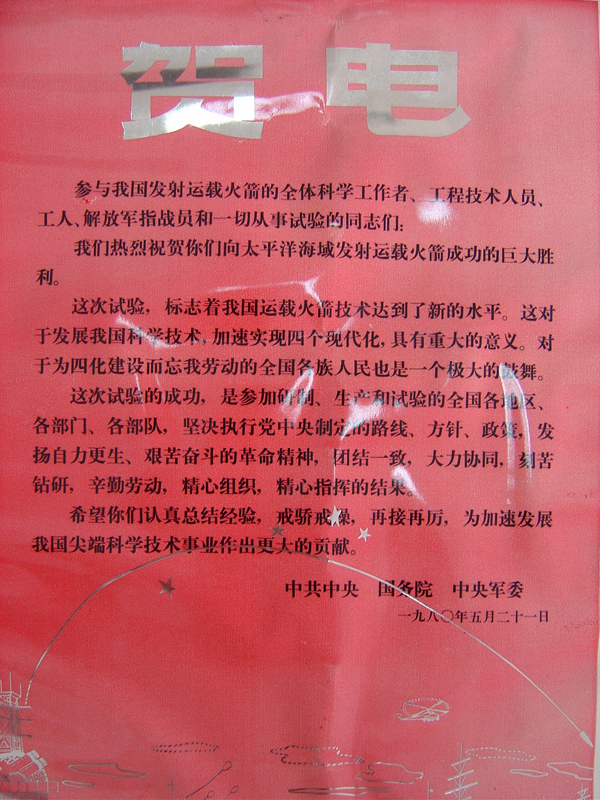 贺电
参与我国发射运载火箭的全体科学工作者、工程技术人员、
工人、解放军指战员和一切从事试验的同志们：
我们热烈祝贺你们向太平洋海域发射运载火箭成功的巨大胜
利。
这次试验，标志着我国运载火箭技术达到了新的水平。这对
于发展我国科学技术，加速实现四个现代化，具有重大的意义。对
于为四化建设而忘我劳动的全国各族人民也是一个极大的鼓舞。
这次试验的成功，是参加研制、生产和试验的全国各地区、
各部门、各部队，坚决执行党中央制定的路线、方针、政策，发
扬自力更生、艰苦奋斗的革命精神，团结一致，大力协同，刻苦
钻研，辛勤劳动，精心组织，精心指挥的结果。
希望你们认真总结经验，戒骄戒躁，再接再厉，为加速发展
我国尖端科学技术事业作出更大的贡献。
中共中央 国务院 中央军委
一九八〇年五月二十一日